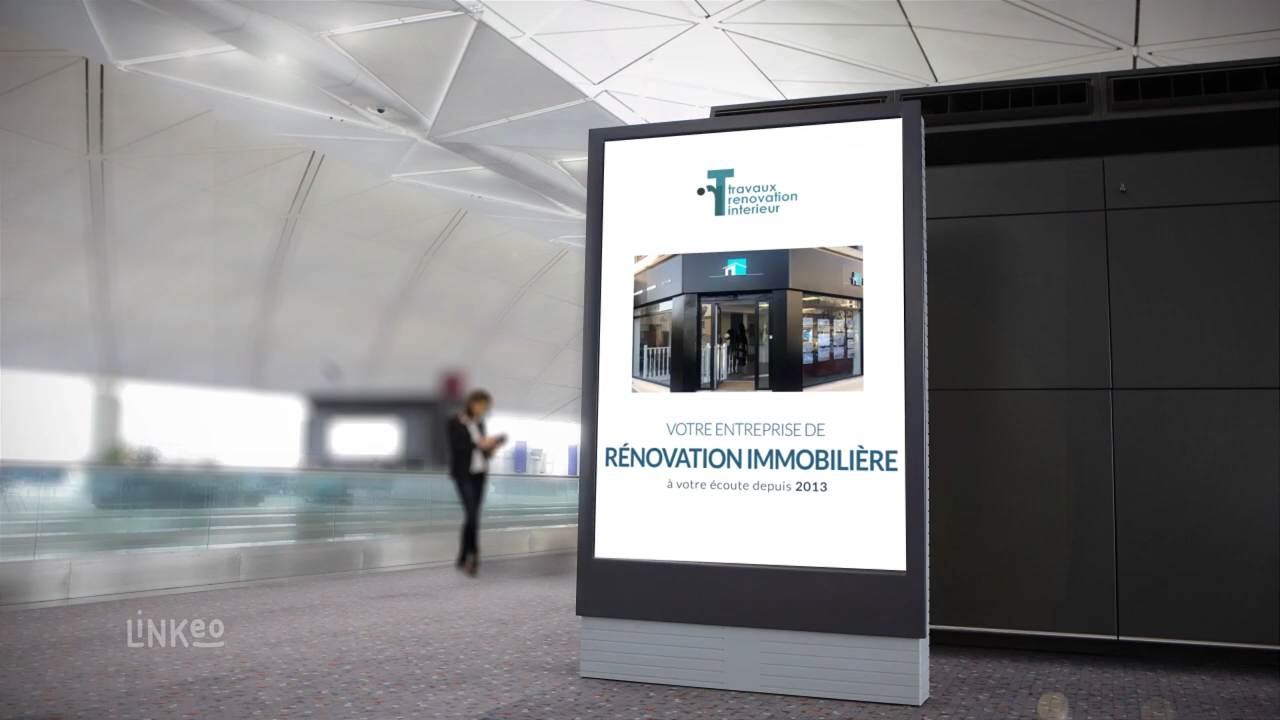 travaux
renovation
interieur
VOTRE ENTREPRISE DE
RÉNOVATION IMMOBILIÈRE
à votre écoute depuis 2013
LiNKeo